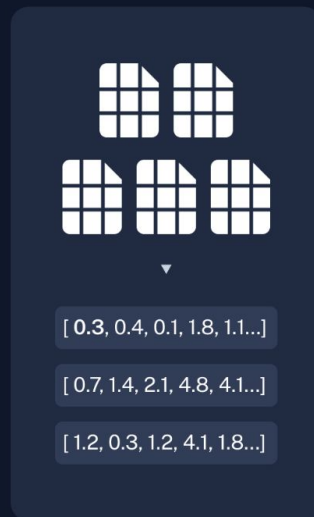 [ 0.3, 0.4, 0.1, 1.8, 1.1...]
[ 0.7, 1.4, 2.1, 4.8, 4.1...]
[ 1.2, 0.3, 1.2, 4.1, 1.8...]